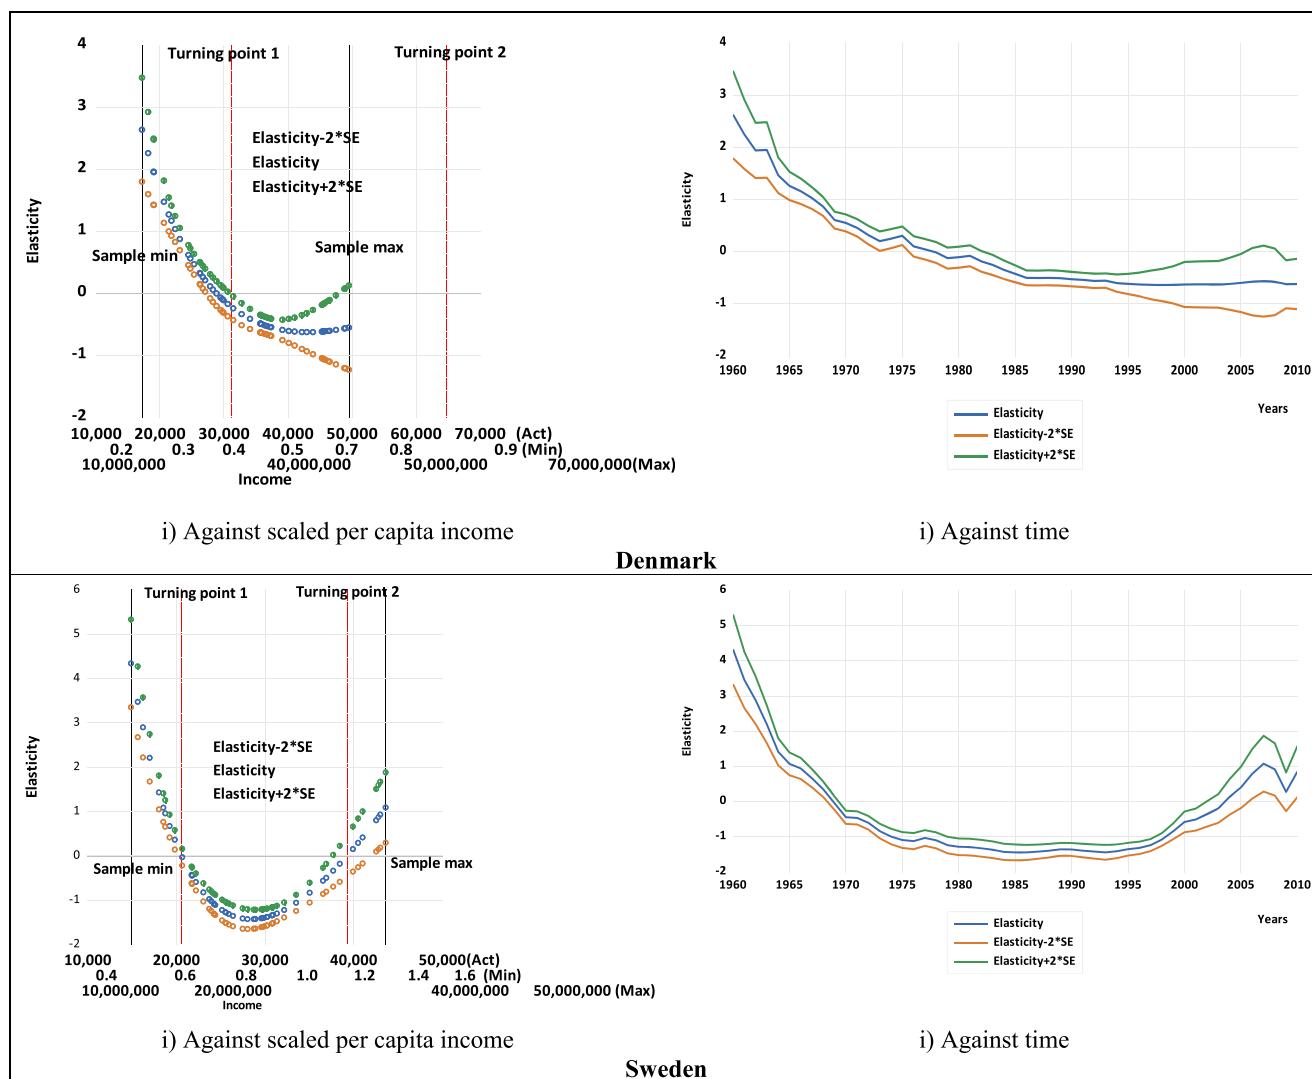 4
3
2
1
0
-1
-2
Elasticity
Turning point 1
Turning point 2
Elasticity-2*SE
Elasticity
Elasticity+2*SE
Sample min
Sample max
10,000 20,000 30,000 40,000 50,000 60,000 70,000 (Act)
0.2 0.3 0.4 0.5 0.7 0.8 0.9 (Min)
10,000,000 40,000,000 50,000,000 70,000,000(Max)
Income
4
3
2
1
0
-1
-2
Elasticity
1960 1965 1970 1975 1980 1985 1990 1995 2000 2005 2010
Years
Elasticity
Elasticity-2*SE
Elasticity+2*SE
i) Against scaled per capita income
i) Against time
Denmark
6
5
4
3
2
1
0
-1
-2
Elasticity
Turning point 1
Turning point 2
Elasticity-2*SE
Elasticity
Elasticity+2*SE
Sample min
Sample max
10,000 20,000 30,000 40,000 50,000(Act)
0.4 0.6 0.8 1.0 1.2 1.4 1.6 (Min)
10,000,000 20,000,000 40,000,000 50,000,000 (Max)
Income
6
5
4
3
2
1
0
-1
-2
Elasticity
1960 1965 1970 1975 1980 1985 1990 1995 2000 2005 2010
Years
Elasticity
Elasticity-2*SE
Elasticity+2*SE
i) Against scaled per capita income
i) Against time
Sweden